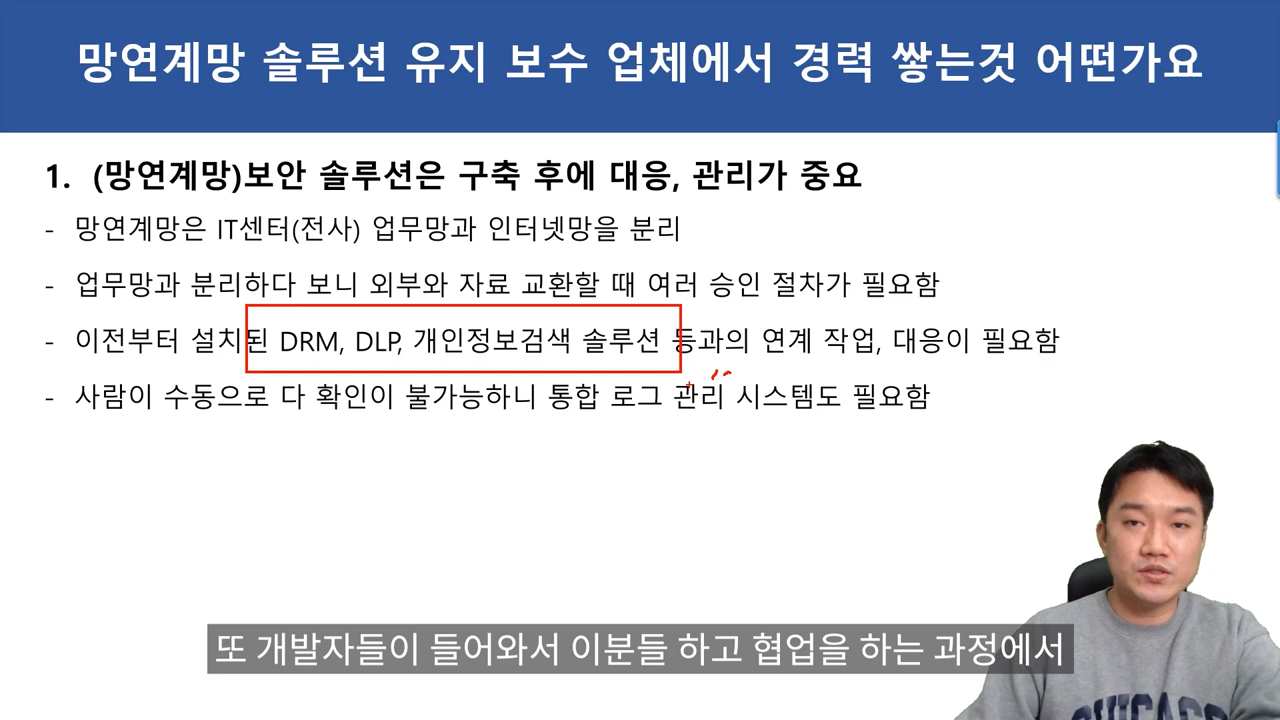 망연계망 솔루션 유지 보수 업체에서 경력 쌓는것 어떤가요
1. (망연계망)보안 솔루션은 구축 후에 대응, 관리가 중요
- 망연계망은 IT센터(전사) 업무망과 인터넷망을 분리
- 업무망과 분리하다 보니 외부와 자료 교환할 때 여러 승인 절차가 필요함
- 이전부터 설치된 DRM, DLP, 개인정보검색 솔루션 등과의 연계 작업, 대응이 필요함
- 사람이 수동으로 다 확인이 불가능하니 통합 로그 관리 시스템도 필요함
또 개발자들이 들어와서 이분들 하고 협업을 하는 과정에서